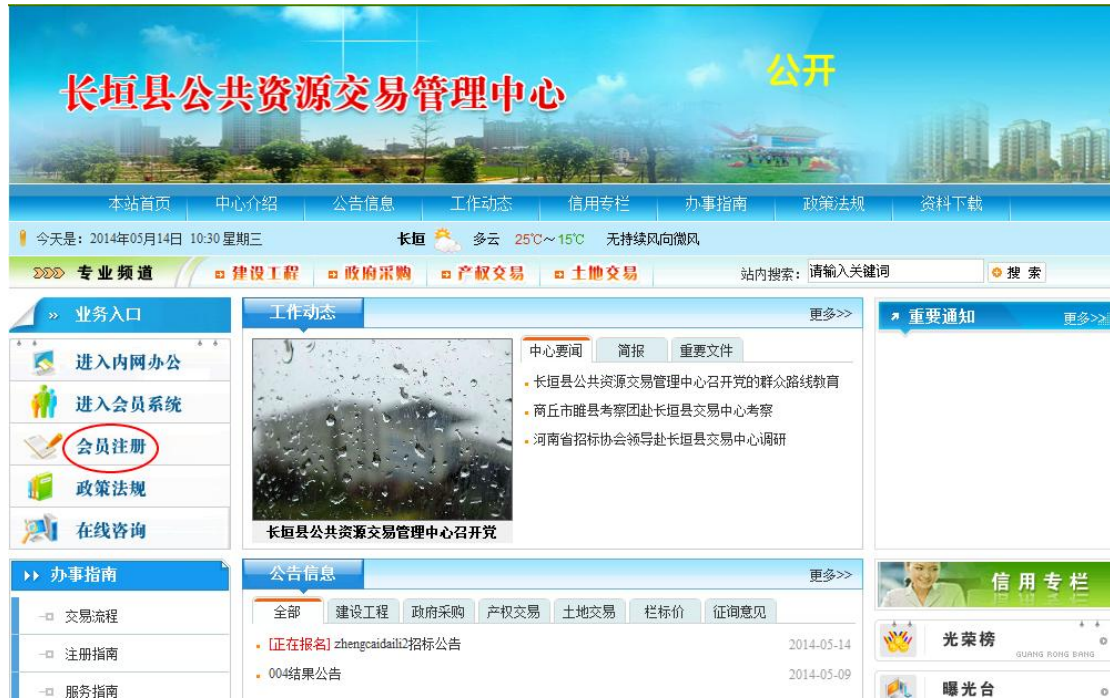 长垣县公共资源交易管理中心
公开
本站首页 中心介绍 公告信息 工作动态 信用专栏 办事指南 政策法规 资料下载
今天是：2014年05月14日 10:30 星期三 长垣 多云 25℃～15℃ 无持续风向微风
专业频道 建设工程 政府采购 产权交易 土地交易 站内搜索： 请输入关键词 搜 索
» 业务入口
进入内网办公
进入会员系统
会员注册
政策法规
在线咨询
工作动态 更多>>
长垣县公共资源交易管理中心召开党
中心要闻 简报 重要文件
长垣县公共资源交易管理中心召开党的群众路线教育
商丘市睢县考察团赴长垣县交易中心考察
河南省招标协会领导赴长垣县交易中心调研
重要通知 更多>>
办事指南
交易流程
注册指南
服务指南
公告信息 更多>>
全部 建设工程 政府采购 产权交易 土地交易 栏标价 征询意见
[正在报名] zhengcaidaili2招标公告 2014-05-14
004结果公告 2014-05-09
信用专栏
光荣榜
GUANG RONG BANG
曝光台